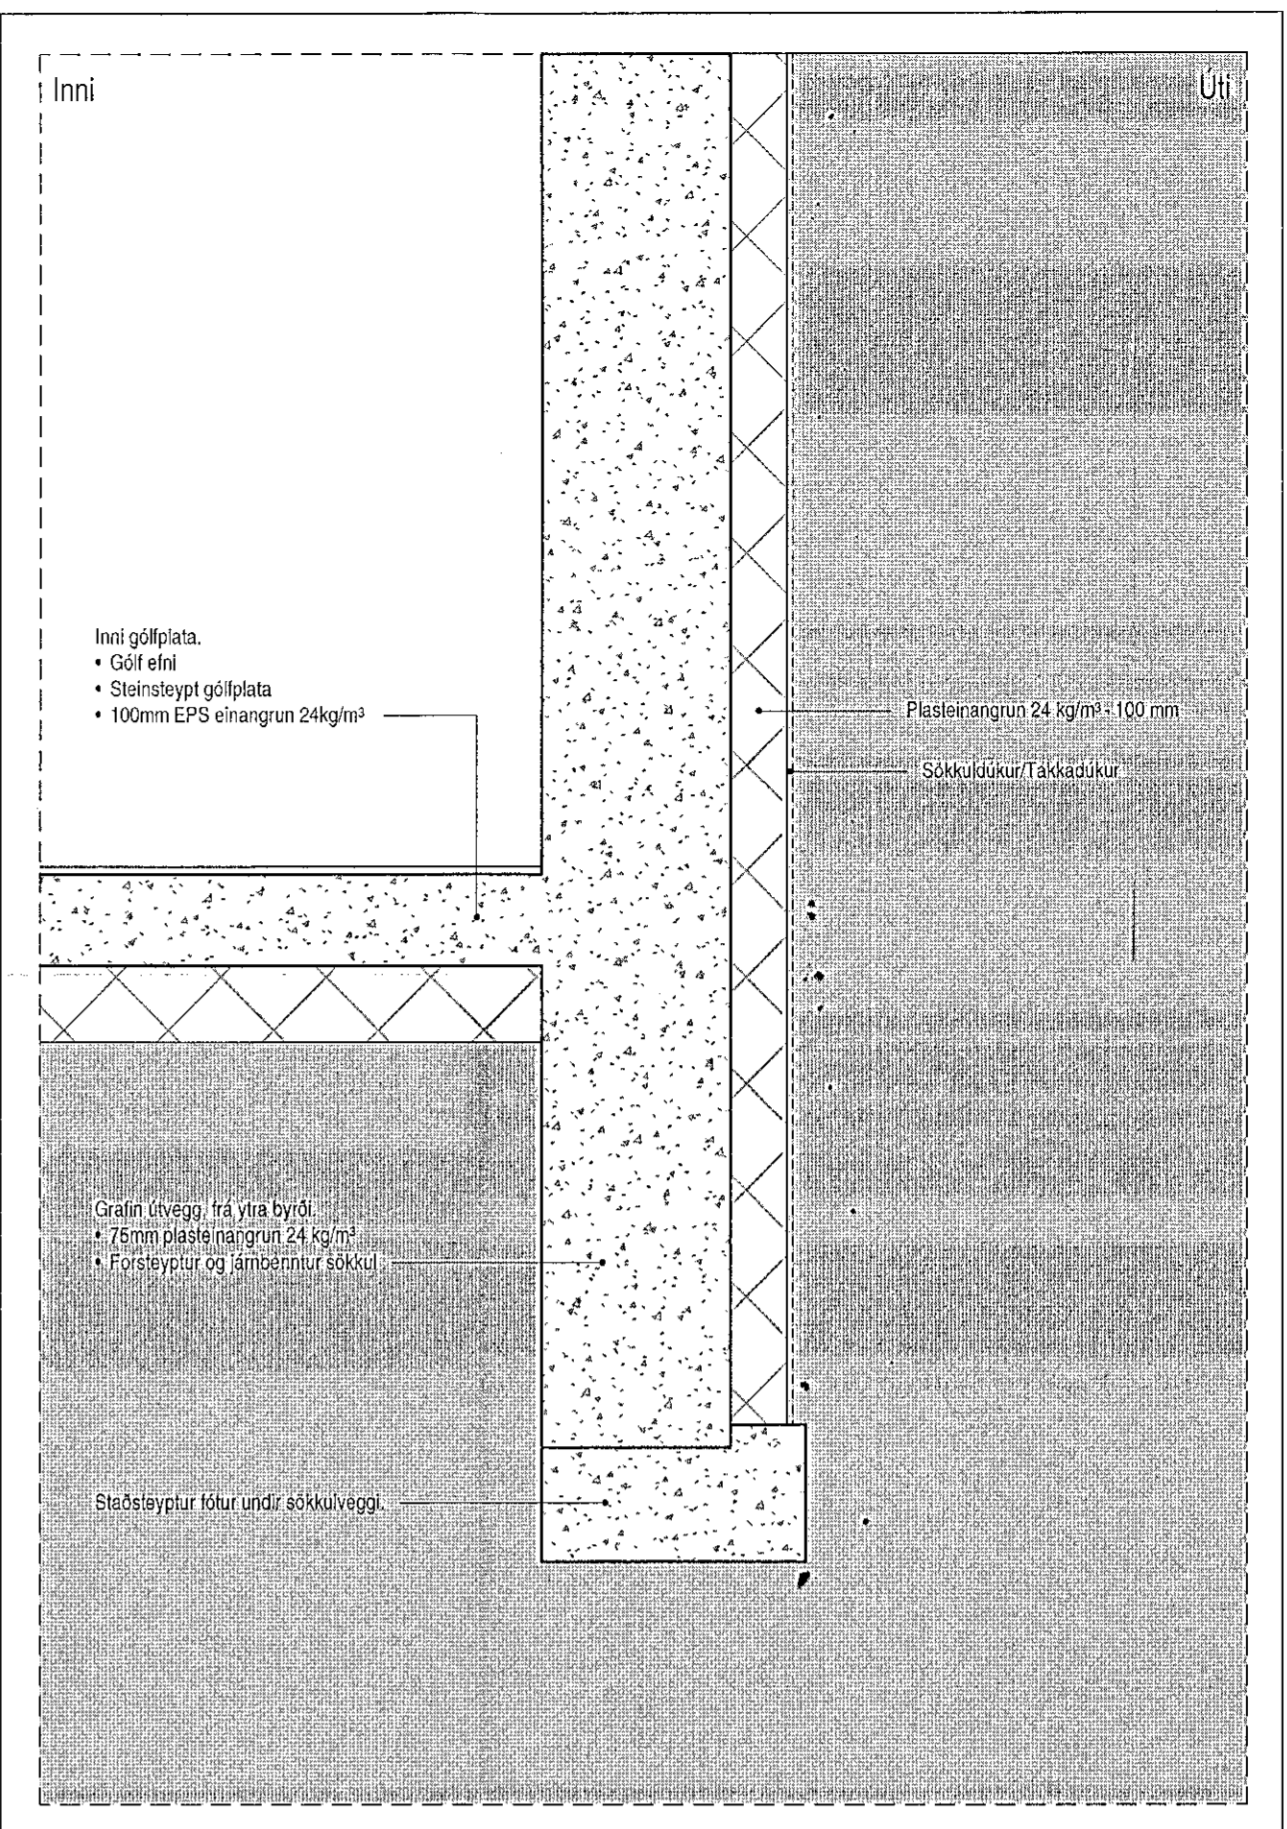 Inni
Úti
Inni gólfplata.
• Gólf efni
• Steinsteypt gólfplata
• 100mm EPS einangrun 24kg/m³
Plasteinangrun 24 kg/m³ - 100 mm
Sökkuldúkur/Takkadúkur
Grafin útvegg, frá ytra byrði.
• 75mm plasteinangrun 24 kg/m³
• Forsteyptur og járnbenntur sökkul
Staðsteyptur fótur undir sökkulveggi.